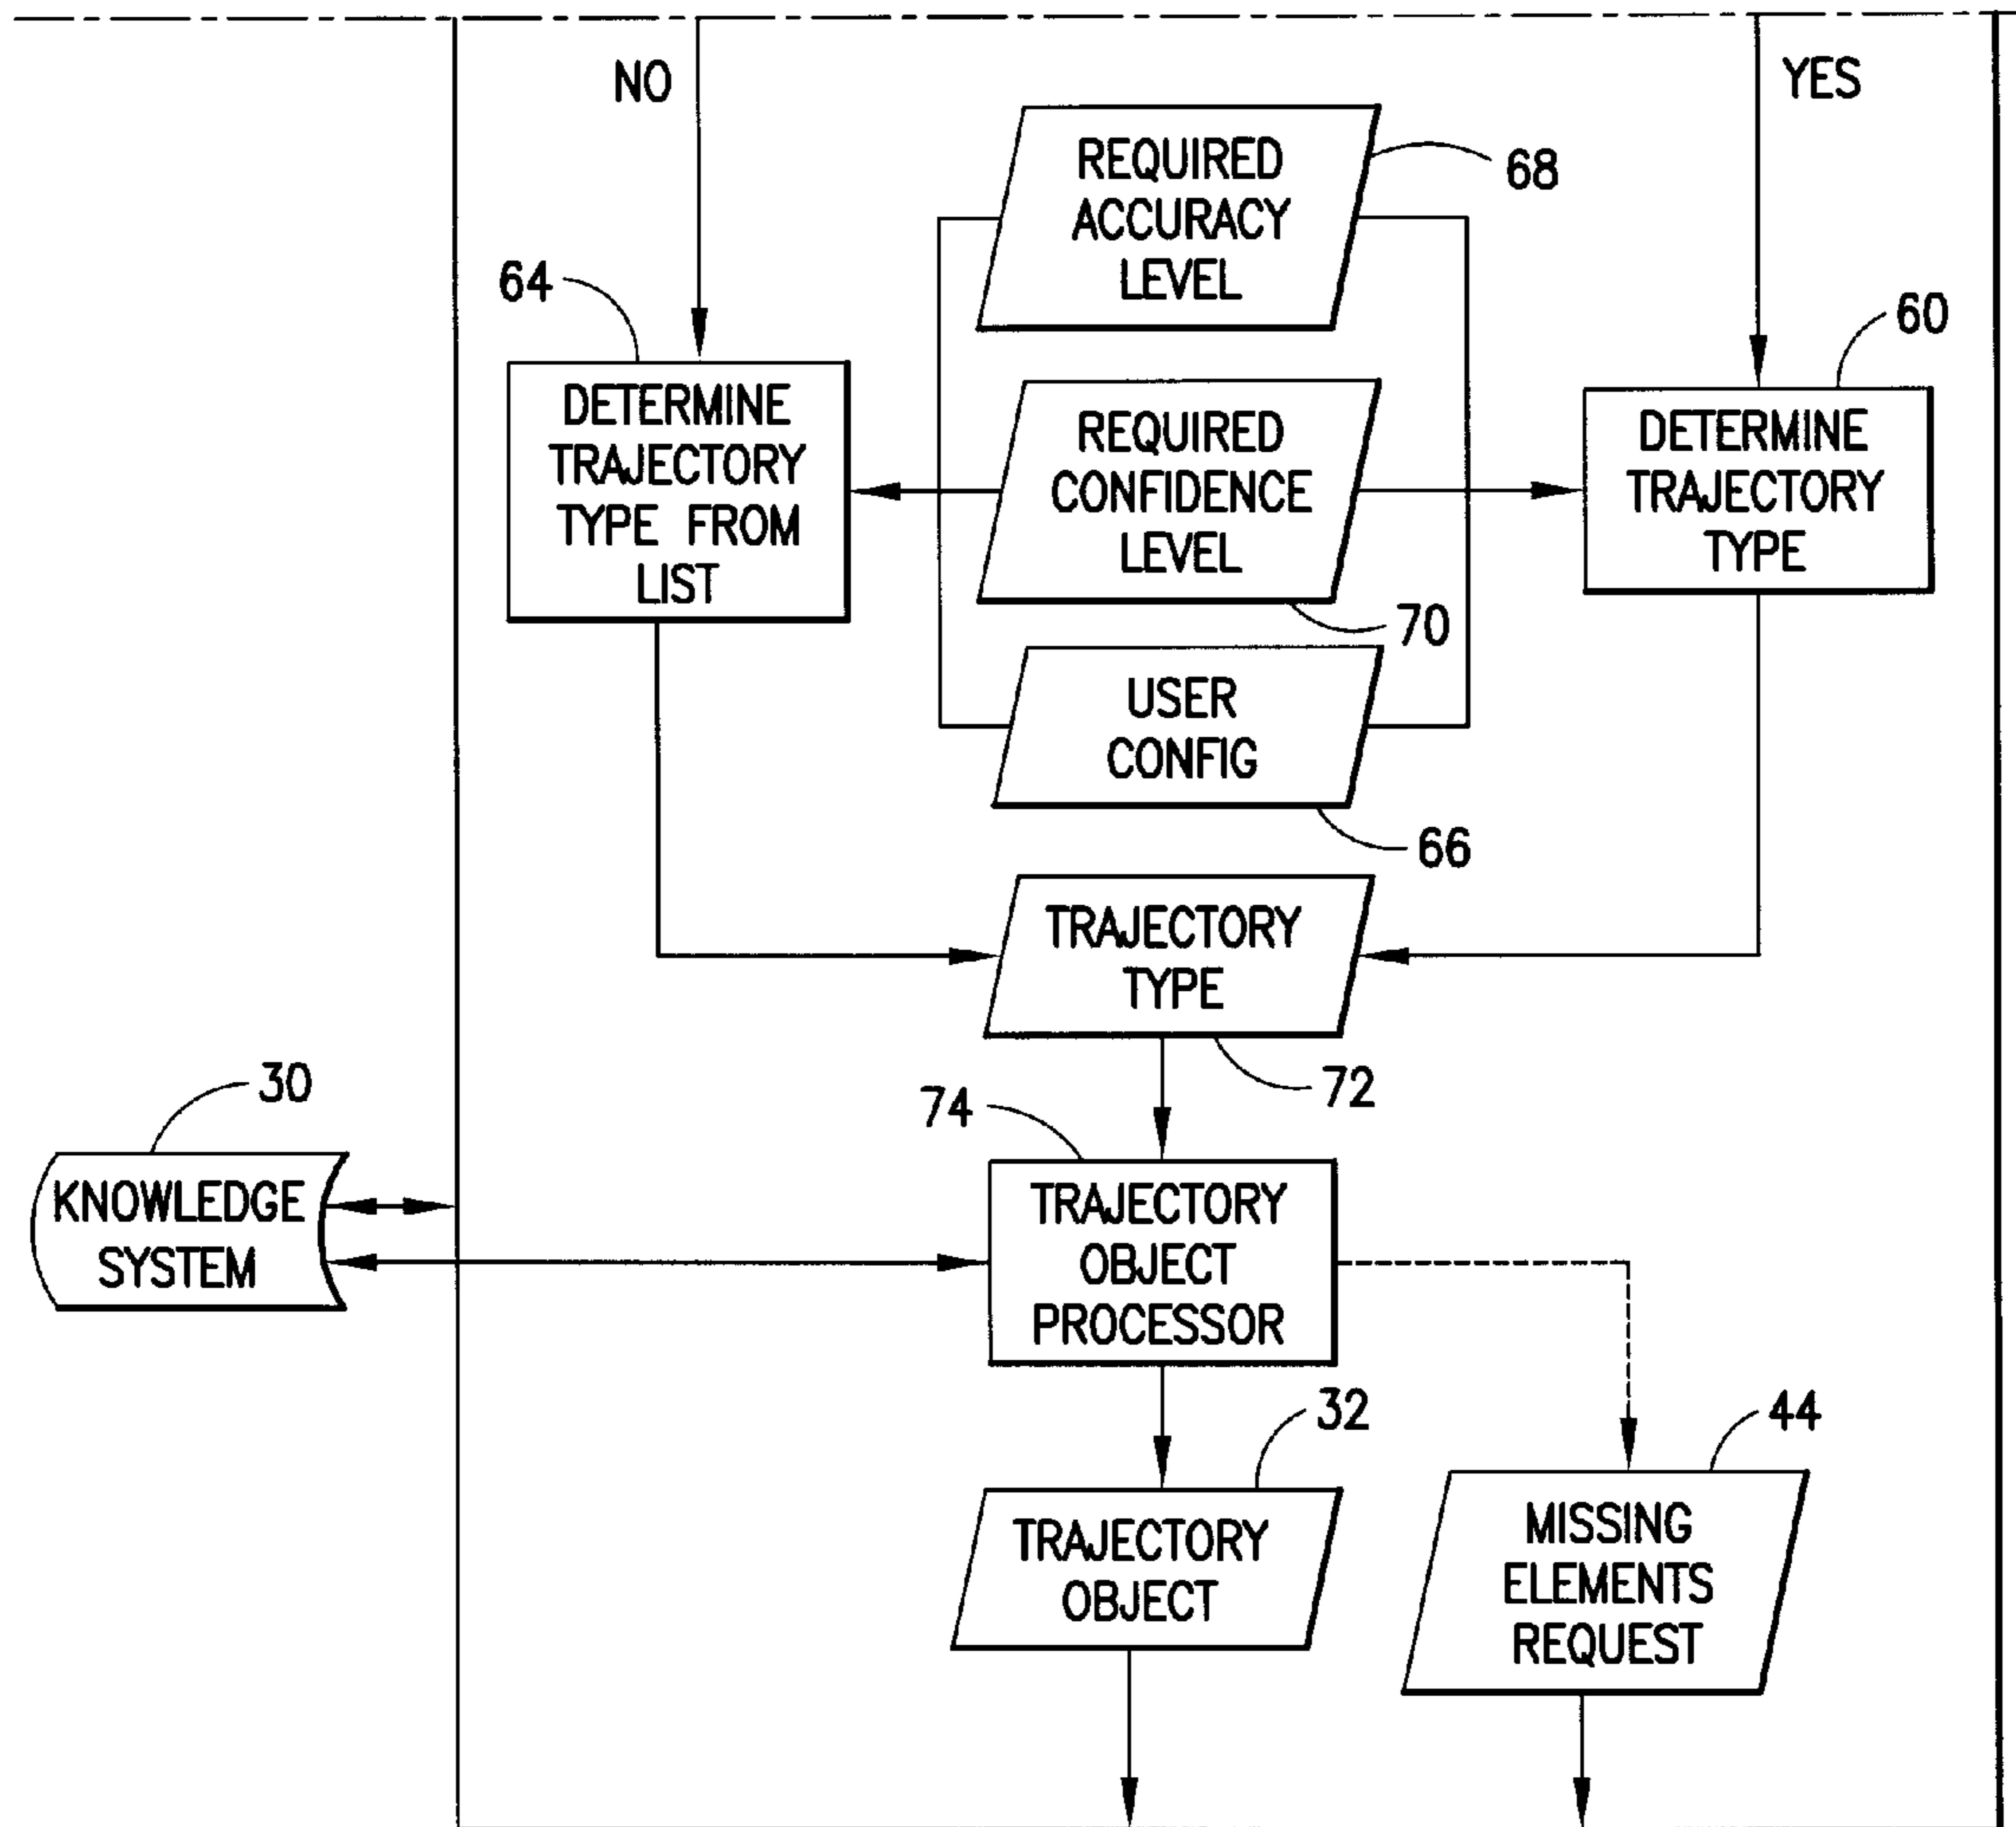 NO
YES
REQUIRED
ACCURACY
LEVEL
68
64
60
DETERMINE
TRAJECTORY
TYPE FROM
LIST
REQUIRED
CONFIDENCE
LEVEL
70
DETERMINE
TRAJECTORY
TYPE
USER
CONFIG
66
TRAJECTORY
TYPE
72
30
74
KNOWLEDGE
SYSTEM
TRAJECTORY
OBJECT
PROCESSOR
32
44
TRAJECTORY
OBJECT
MISSING
ELEMENTS
REQUEST